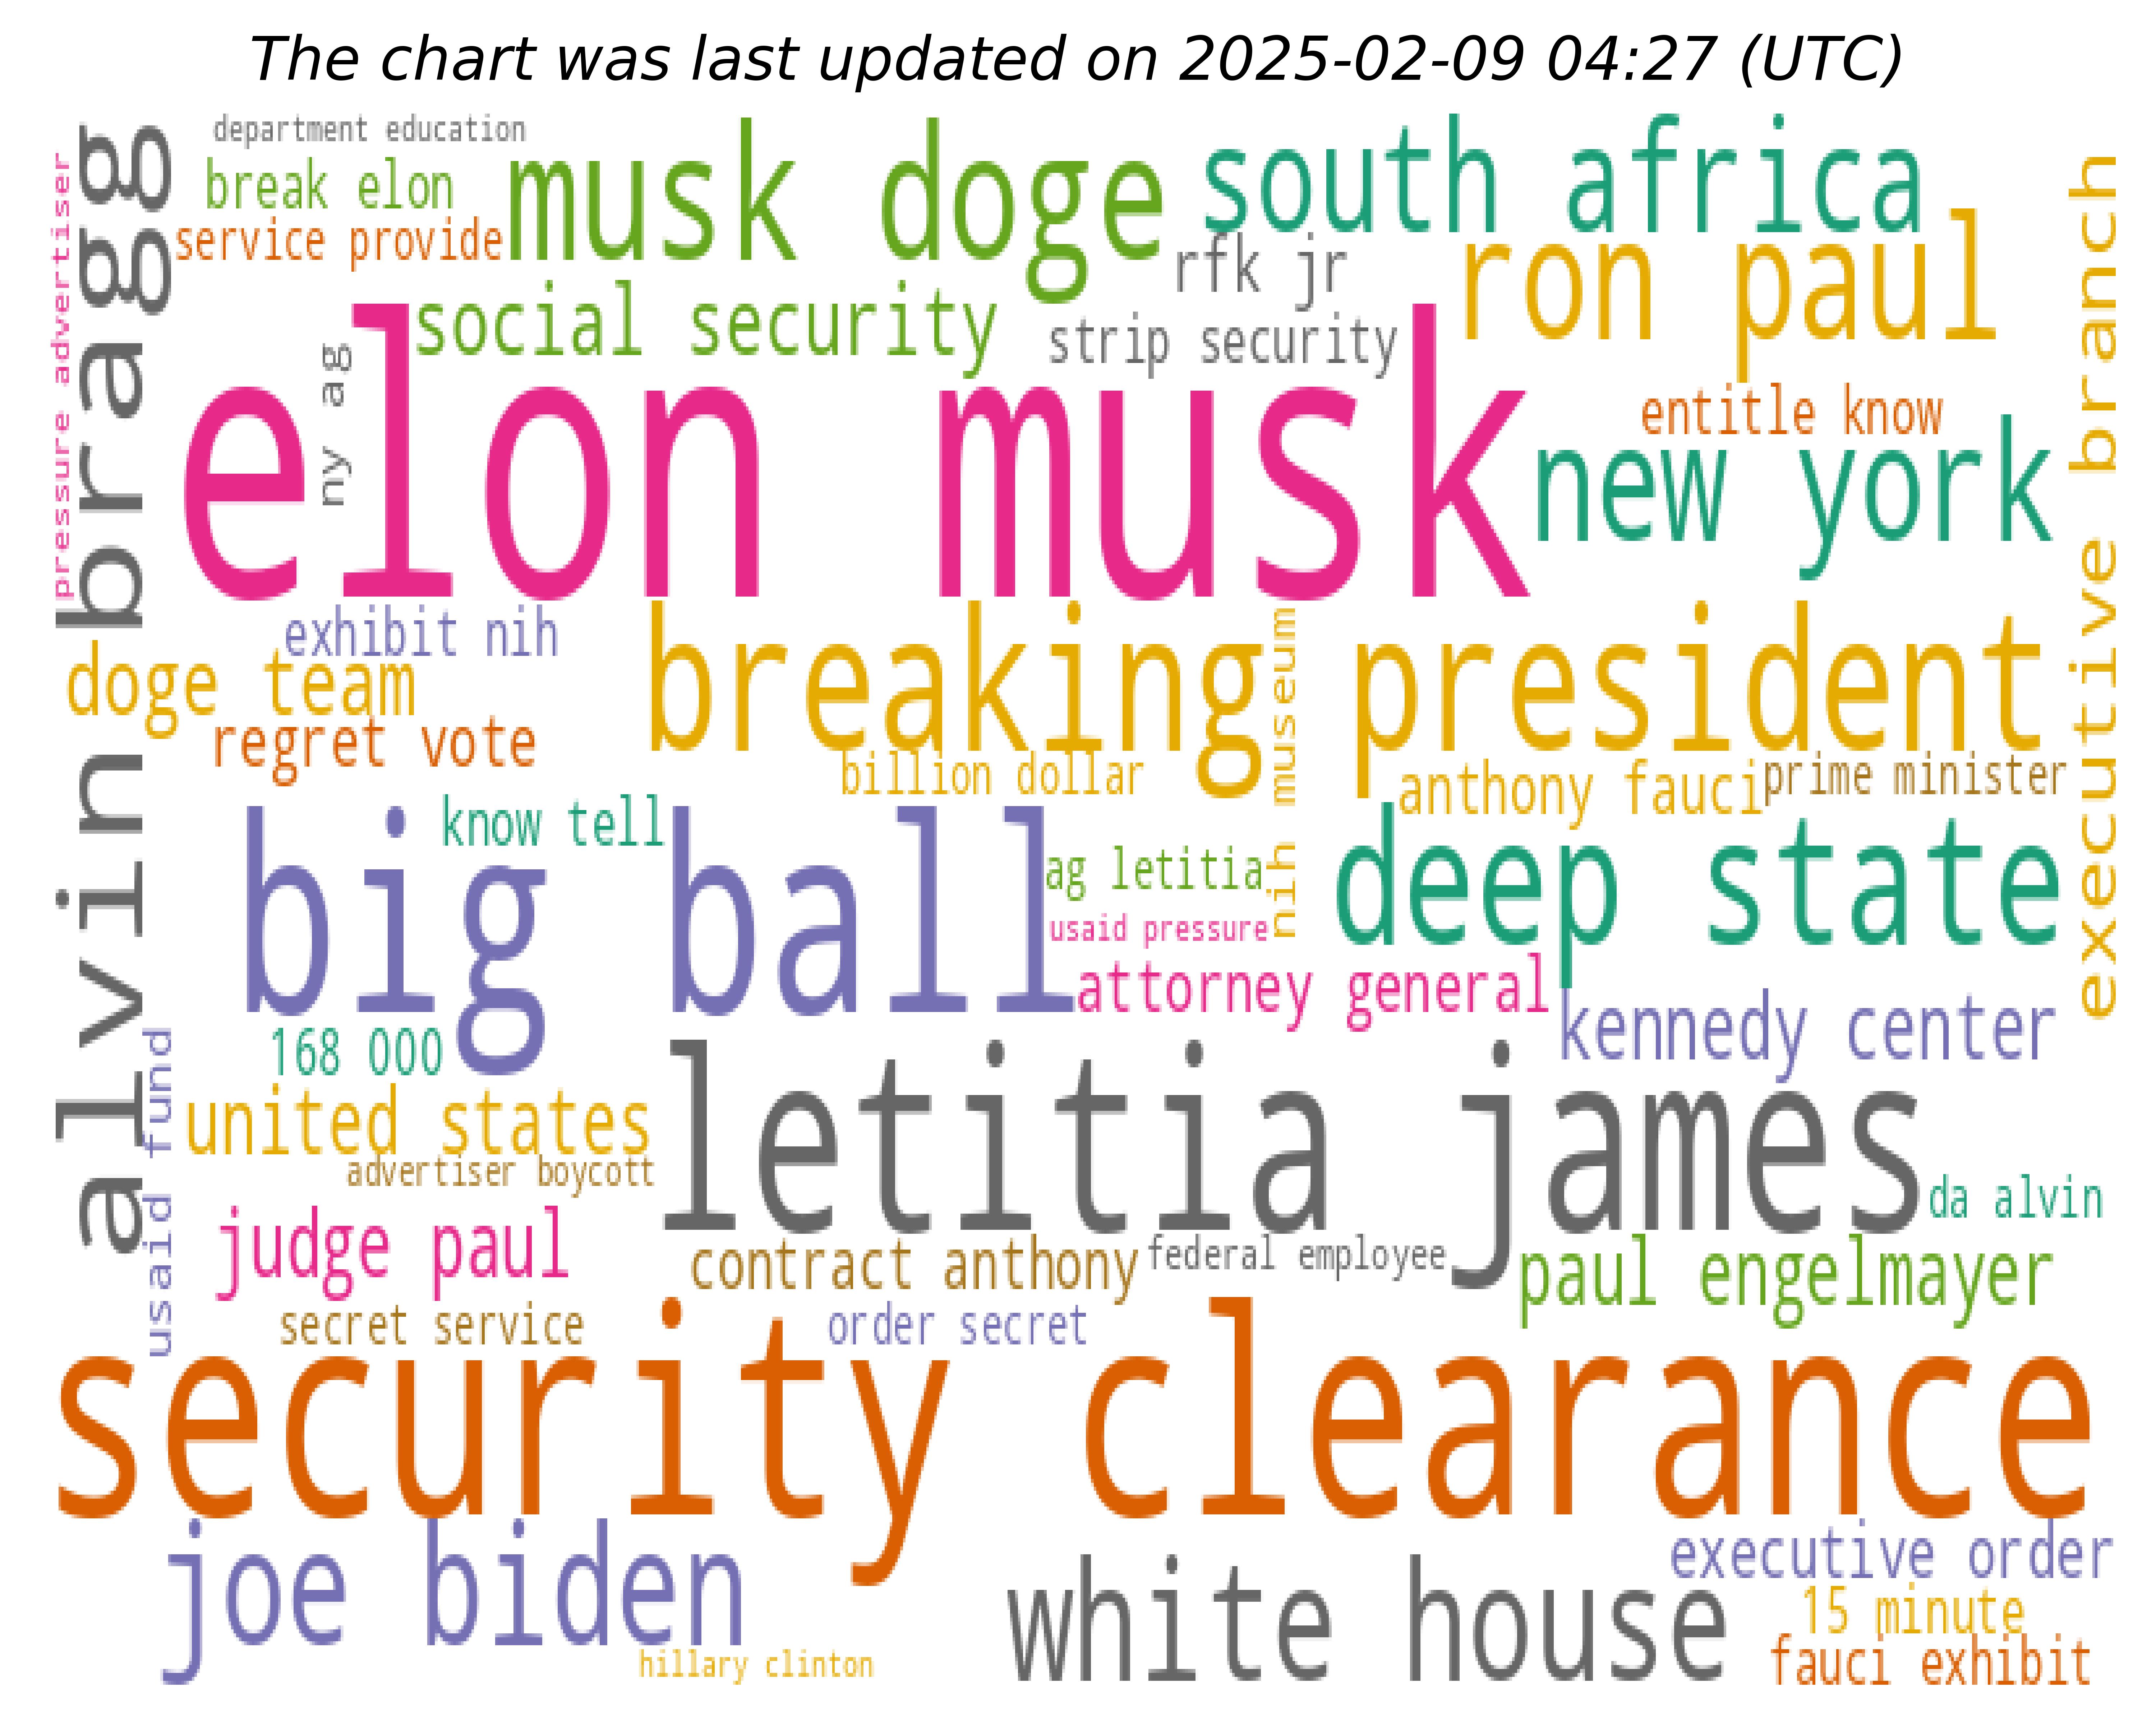 The chart was last updated on 2025-02-09 04:27 (UTC)
department education
break elon
musk doge
south africa
service provide
rfk jr
ron paul
pressure advertiser
alvin bragg
executive branch
social security
strip security
ny ag
elon musk
entitle know
new york
exhibit nih
breaking president
doge team
regret vote
billion dollar
nih museum
anthony fauci
prime minister
know tell
big ball
ag letitia
deep state
usaid pressure
attorney general
kennedy center
168 000
letitia james
usaid fund
united states
advertiser boycott
da alvin
judge paul
contract anthony
federal employee
paul engelmayer
secret service
order secret
security clearance
joe biden
white house
executive order
15 minute
hillary clinton
fauci exhibit